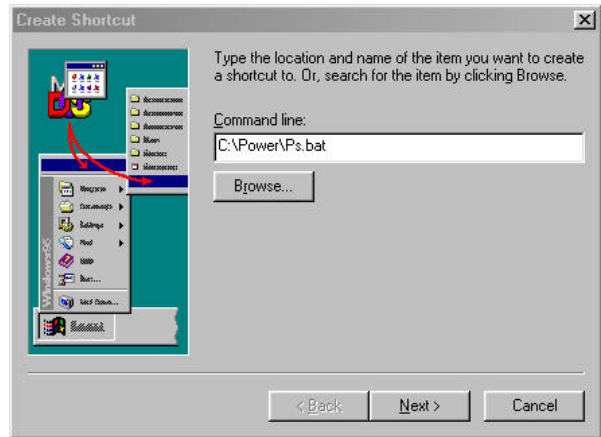 Create Shortcut
Type the location and name of the item you want to create
a shortcut to. Or, search for the item by clicking Browse.
Command line:
C:\Power\Ps.bat
Browse...
Windows95
< Back
Next >
Cancel